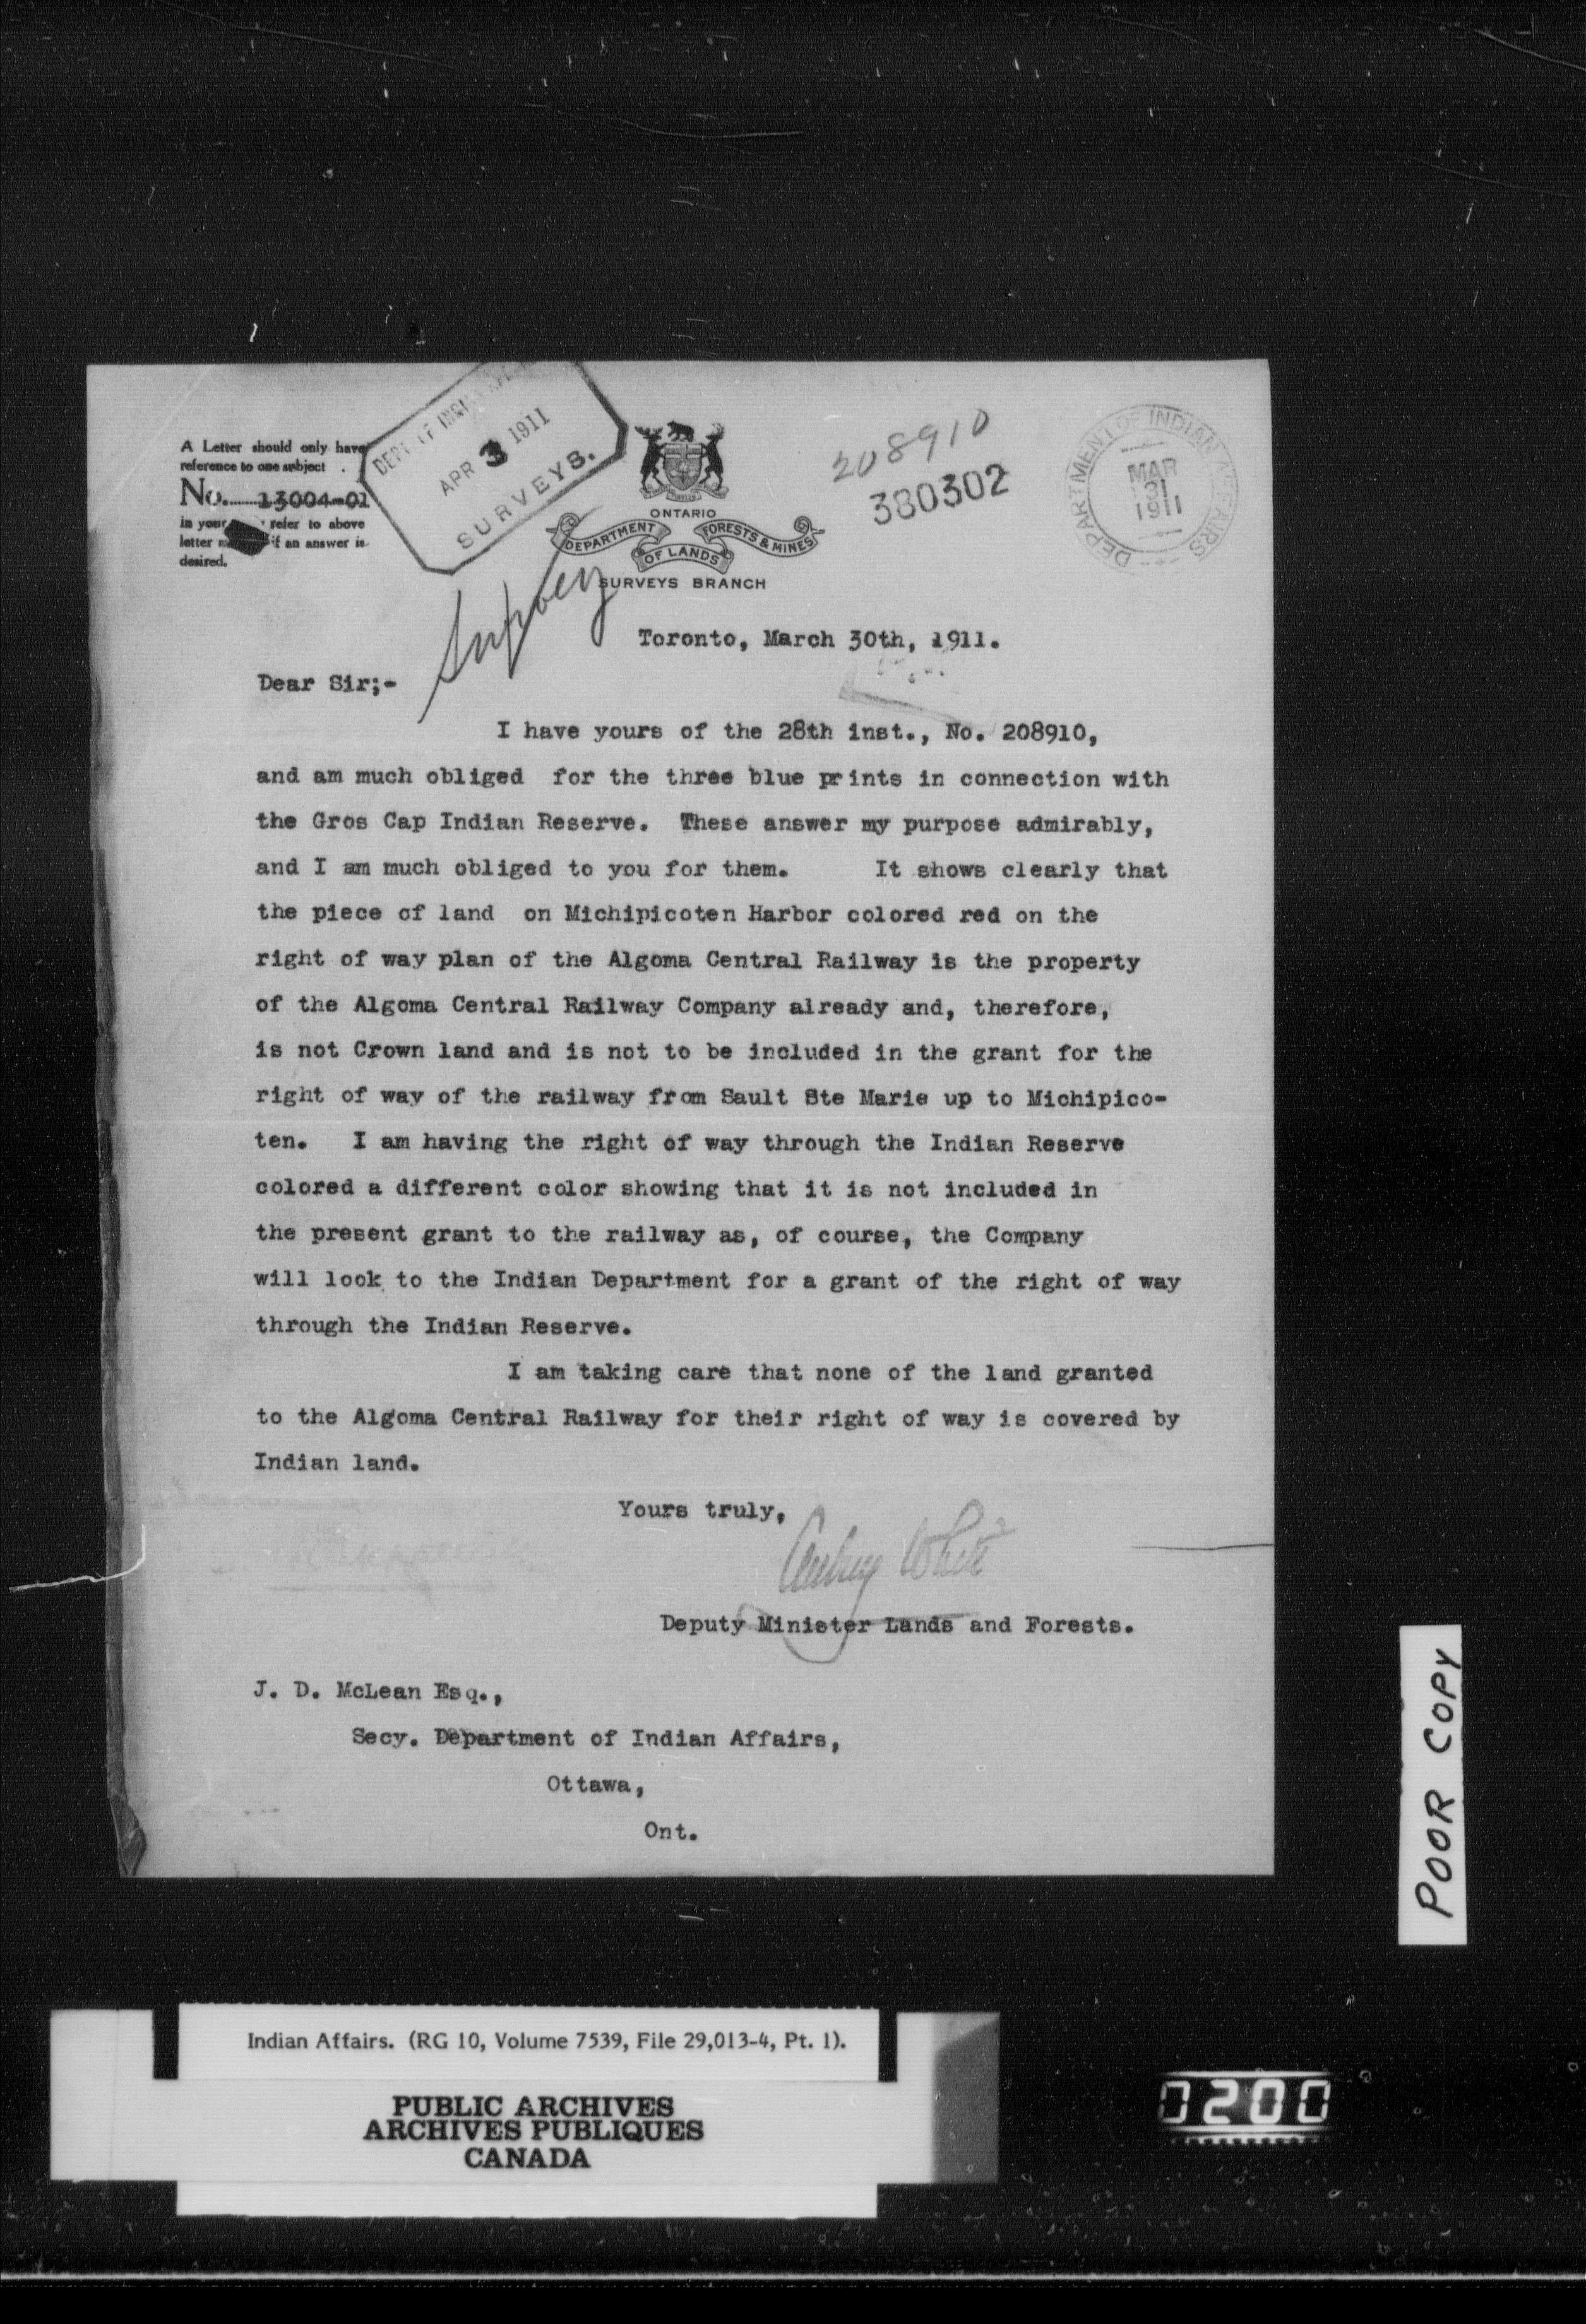 A Letter should only have
reference to one subject.
No. 13004-01
in your refer to above
letter if an answer is
desired.
DEPT OF INDIAN
APR 3 1911
SURVEYS.
ONTARIO
DEPARTMENT OF LANDS FORESTS & MINES
SURVEYS BRANCH
208910
380302
DEPARTMENT OF INDIAN AFFAIRS
MAR
31
1911
Survey
Toronto, March 30th, 1911.
Dear Sir;-
I have yours of the 28th inst., No. 208910,
and am much obliged for the three blue prints in connection with
the Gros Cap Indian Reserve. These answer my purpose admirably,
and I am much obliged to you for them. It shows clearly that
the piece of land on Michipicoten Harbor colored red on the
right of way plan of the Algoma Central Railway is the property
of the Algoma Central Railway Company already and, therefore,
is not Crown land and is not to be included in the grant for the
right of way of the railway from Sault Ste Marie up to Michipico-
ten. I am having the right of way through the Indian Reserve
colored a different color showing that it is not included in
the present grant to the railway as, of course, the Company
will look to the Indian Department for a grant of the right of way
through the Indian Reserve.
I am taking care that none of the land granted
to the Algoma Central Railway for their right of way is covered by
Indian land.
Yours truly,
Aubrey White
Deputy Minister Lands and Forests.
J. D. McLean Esq.,
Secy. Department of Indian Affairs,
Ottawa,
Ont.
POOR COPY
Indian Affairs. (RG 10, Volume 7539, File 29,013-4, Pt. 1).
PUBLIC ARCHIVES
ARCHIVES PUBLIQUES
CANADA
0200